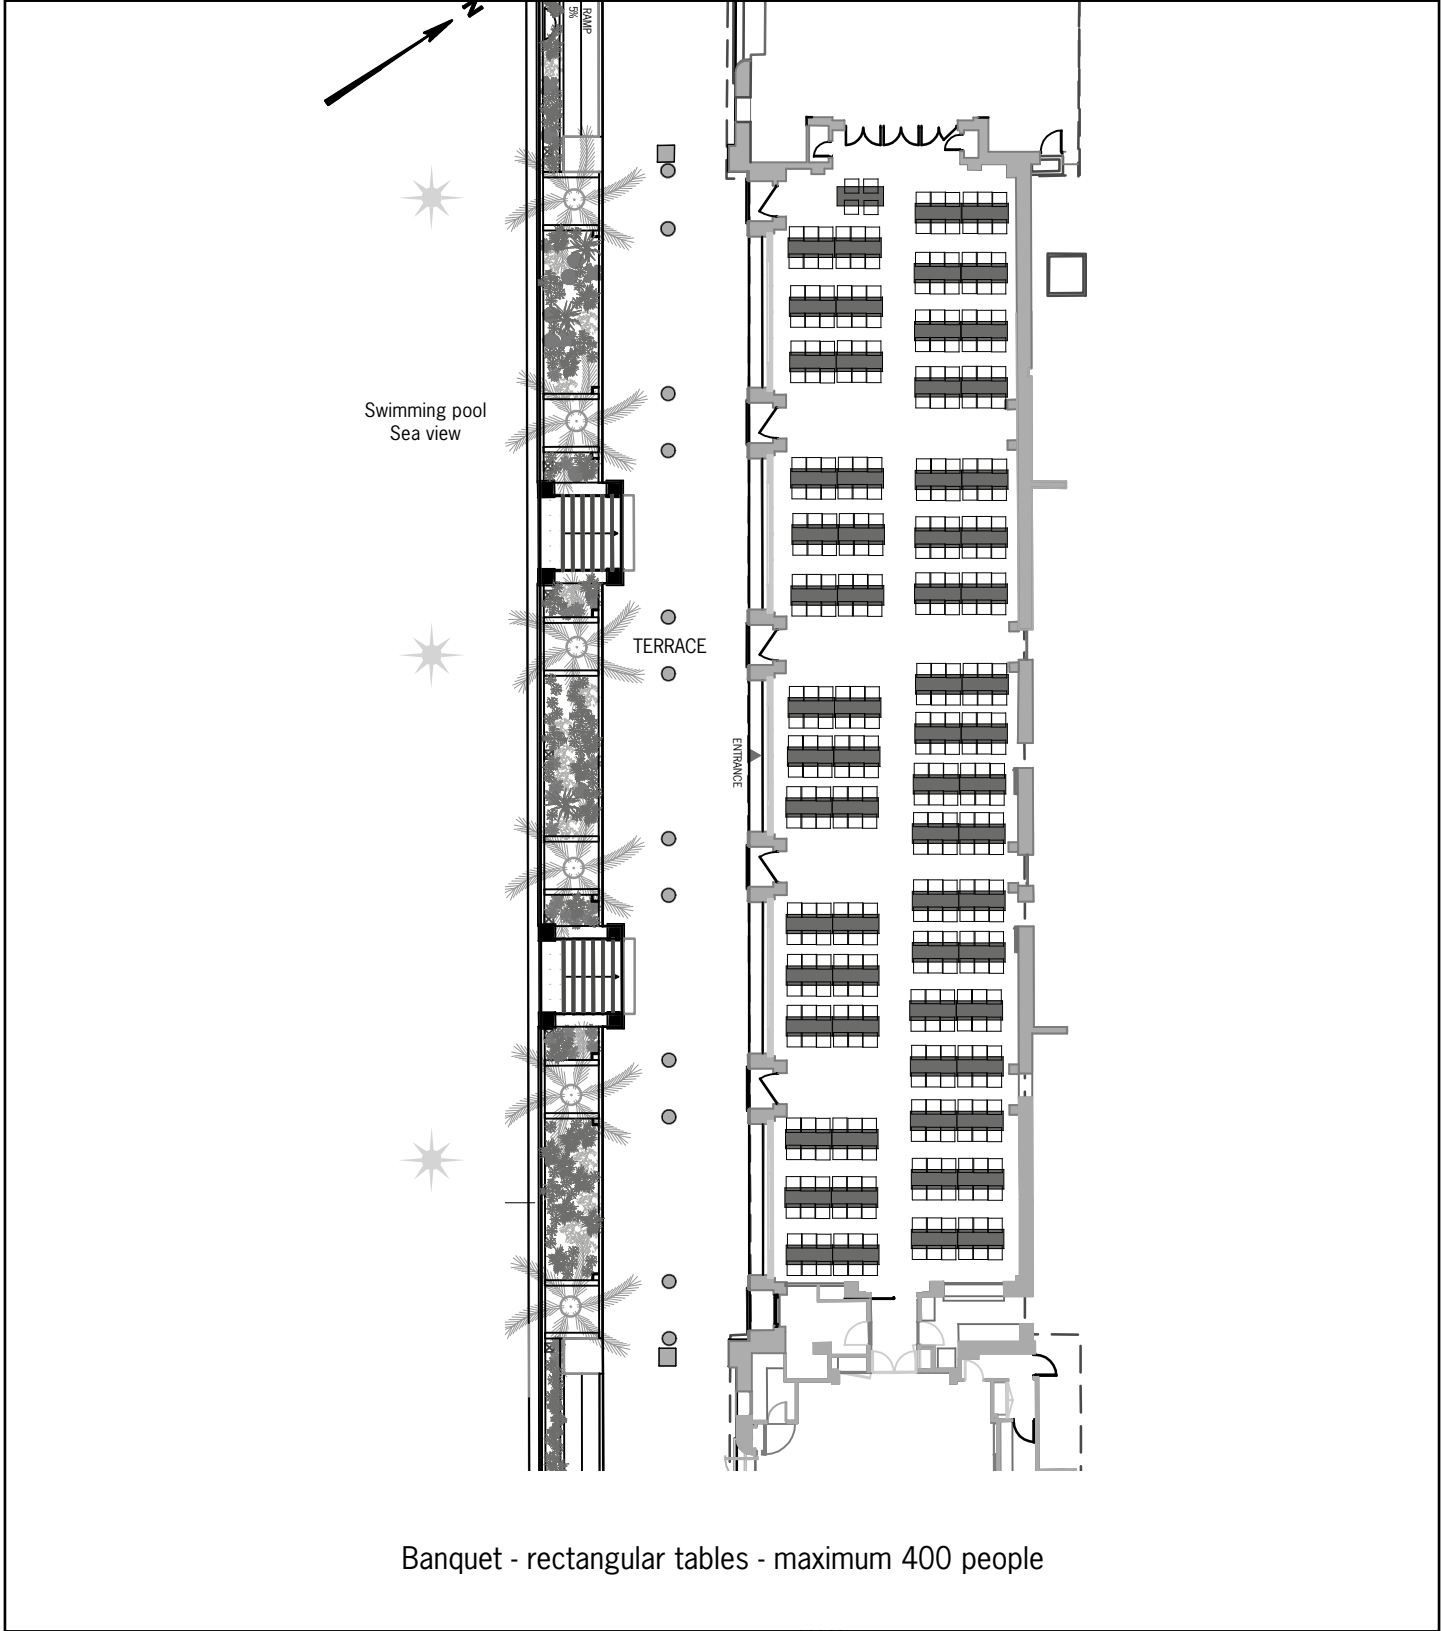 N
RAMP
5%
Swimming pool
Sea view
TERRACE
ENTRANCE
Banquet - rectangular tables - maximum 400 people